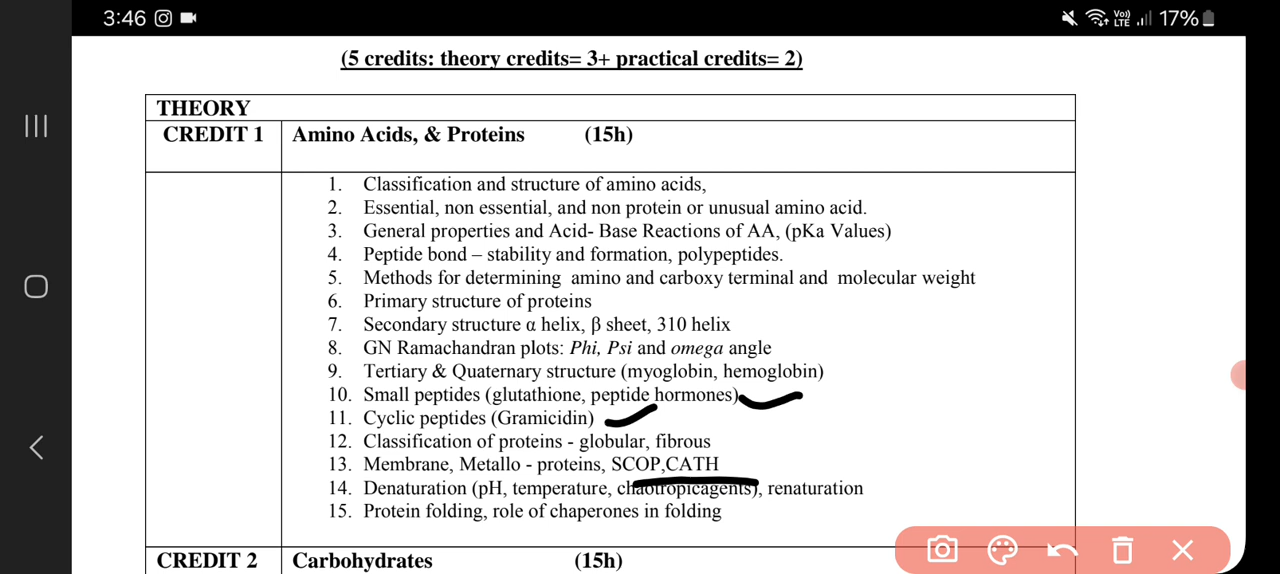 3:46 Vo)) LTE 17%
(5 credits: theory credits= 3+ practical credits= 2)
THEORY
CREDIT 1 Amino Acids, & Proteins (15h)
1. Classification and structure of amino acids,
2. Essential, non essential, and non protein or unusual amino acid.
3. General properties and Acid- Base Reactions of AA, (pKa Values)
4. Peptide bond – stability and formation, polypeptides.
5. Methods for determining amino and carboxy terminal and molecular weight
6. Primary structure of proteins
7. Secondary structure α helix, β sheet, 310 helix
8. GN Ramachandran plots: Phi, Psi and omega angle
9. Tertiary & Quaternary structure (myoglobin, hemoglobin)
10. Small peptides (glutathione, peptide hormones)
11. Cyclic peptides (Gramicidin)
12. Classification of proteins - globular, fibrous
13. Membrane, Metallo - proteins, SCOP,CATH
14. Denaturation (pH, temperature, chaotropicagents), renaturation
15. Protein folding, role of chaperones in folding
CREDIT 2 Carbohydrates (15h)